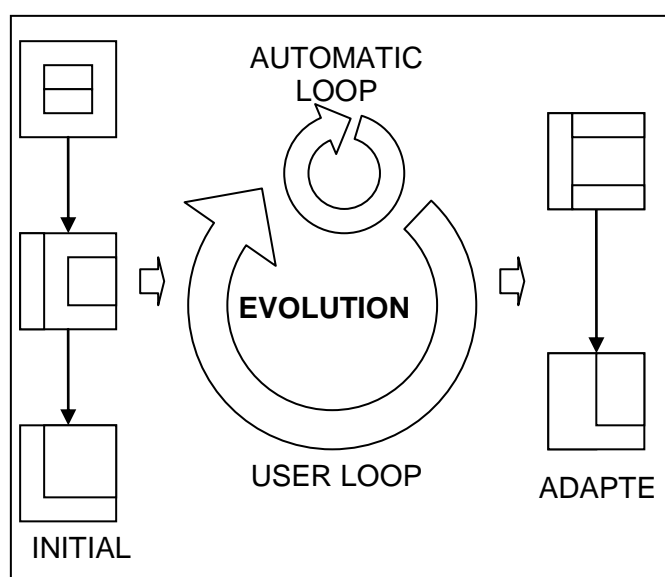 AUTOMATIC
LOOP
EVOLUTION
USER LOOP
ADAPTE
INITIAL